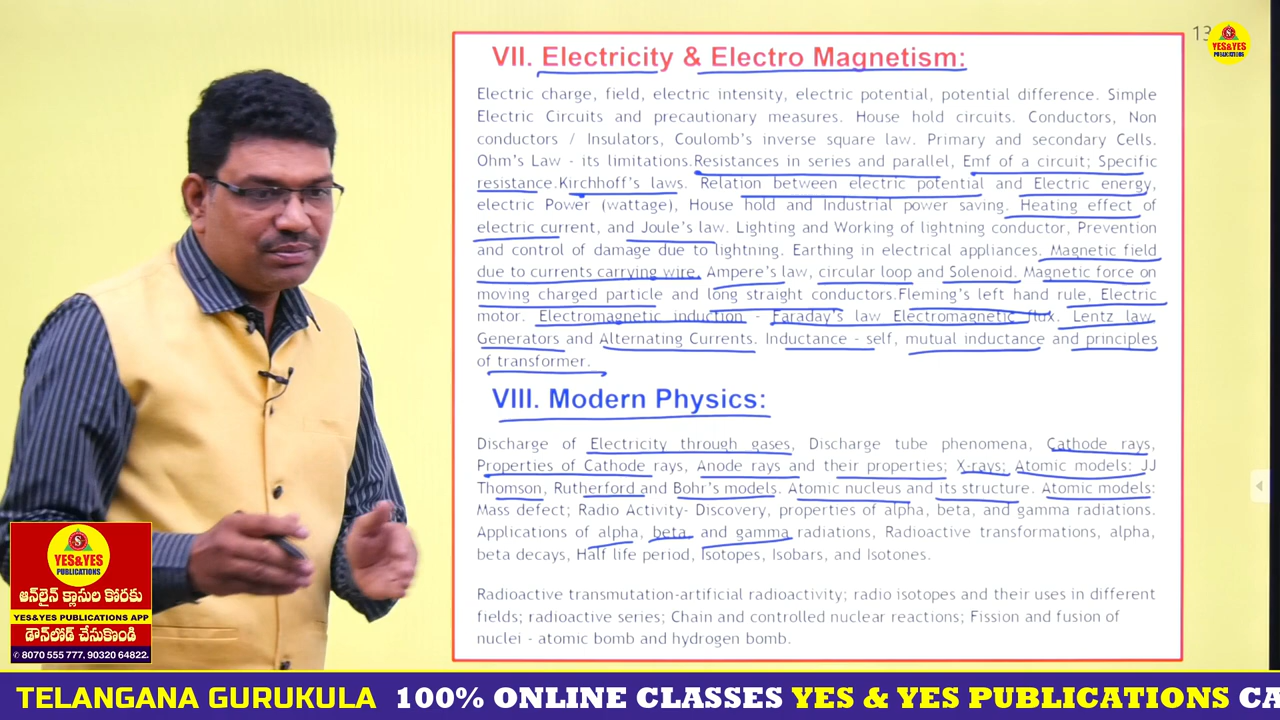 13
YES&YES
PUBLICATIONS
VII. Electricity & Electro Magnetism:
Electric charge, field, electric intensity, electric potential, potential difference. Simple
Electric Circuits and precautionary measures. House hold circuits. Conductors, Non
conductors / Insulators, Coulomb's inverse square law. Primary and secondary Cells.
Ohm's Law - its limitations.Resistances in series and parallel, Emf of a circuit; Specific
resistance.Kirchhoff's laws. Relation between electric potential and Electric energy,
electric Power (wattage), House hold and Industrial power saving. Heating effect of
electric current, and Joule's law. Lighting and Working of lightning conductor, Prevention
and control of damage due to lightning. Earthing in electrical appliances. Magnetic field
due to currents carrying wire. Ampere's law, circular loop and Solenoid. Magnetic force on
moving charged particle and long straight conductors.Fleming's left hand rule, Electric
motor. Electromagnetic induction - Faraday's law Electromagnetic flux. Lentz law,
Generators and Alternating Currents. Inductance - self, mutual inductance and principles
of transformer.
VIII. Modern Physics:
Discharge of Electricity through gases, Discharge tube phenomena, Cathode rays,
Properties of Cathode rays, Anode rays and their properties; X-rays; Atomic models: JJ
Thomson, Rutherford and Bohr's models. Atomic nucleus and its structure. Atomic models:
Mass defect; Radio Activity- Discovery, properties of alpha, beta, and gamma radiations.
Applications of alpha, beta, and gamma radiations, Radioactive transformations, alpha,
beta decays, Half life period, Isotopes, Isobars, and Isotones.
Radioactive transmutation-artificial radioactivity; radio isotopes and their uses in different
fields; radioactive series; Chain and controlled nuclear reactions; Fission and fusion of
nuclei - atomic bomb and hydrogen bomb.
YES&YES
PUBLICATIONS
ఆన్‌లైన్ క్లాసుల కోరకు
YES&YES PUBLICATIONS APP
డౌన్‌లోడ్ చేసుకొండి
8070 555 777, 90320 64822.
TELANGANA GURUKULA 100% ONLINE CLASSES YES & YES PUBLICATIONS CA